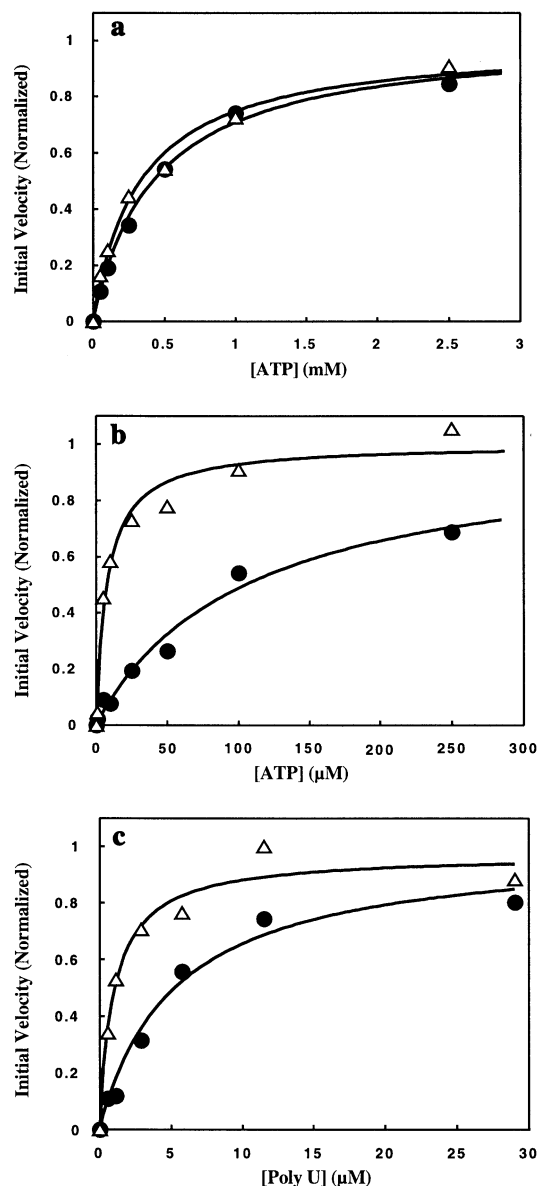 a
Initial Velocity (Normalized)
1
0.8
0.6
0.4
0.2
0
0 0.5 1 1.5 2 2.5 3
[ATP] (mM)
b
Initial Velocity (Normalized)
1
0.8
0.6
0.4
0.2
0
0 50 100 150 200 250 300
[ATP] (µM)
c
Initial Velocity (Normalized)
1
0.8
0.6
0.4
0.2
0
0 5 10 15 20 25 30
[Poly U] (µM)